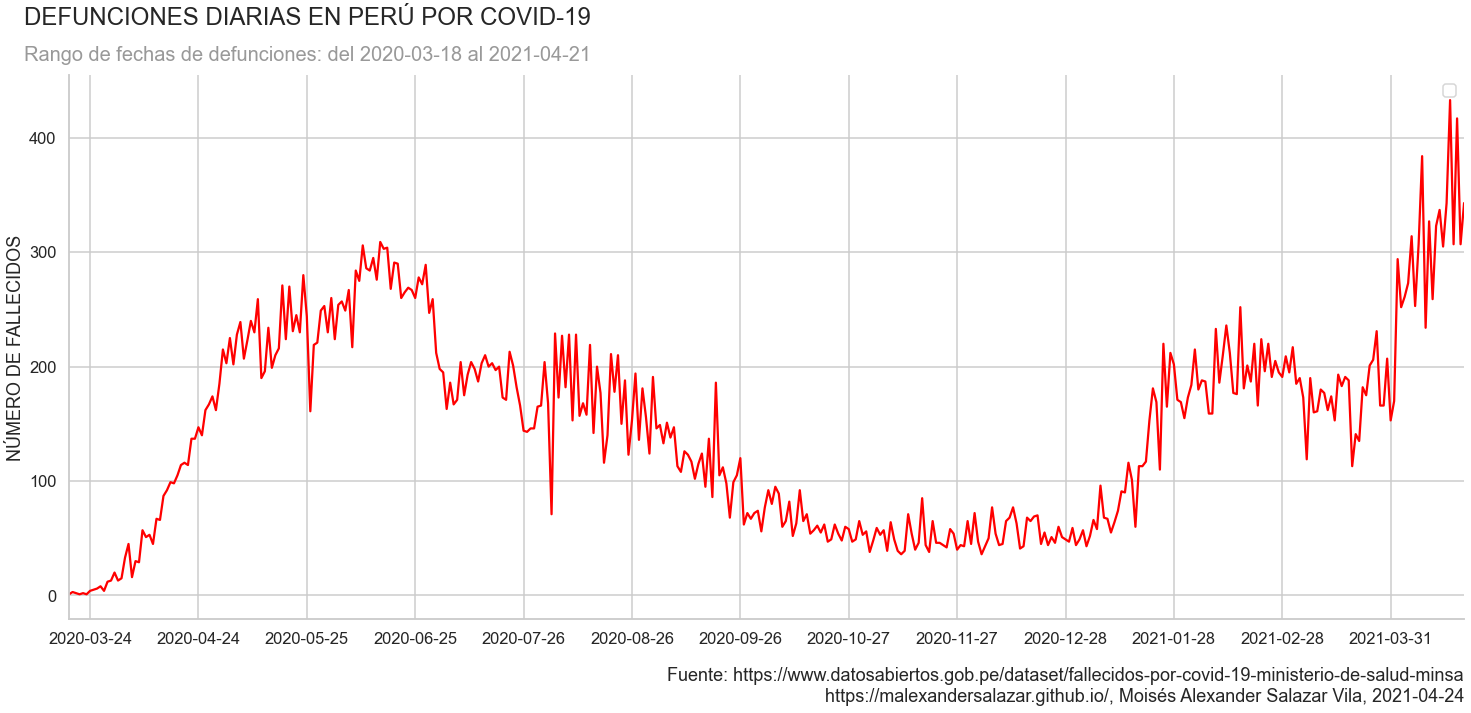 DEFUNCIONES DIARIAS EN PERÚ POR COVID-19
Rango de fechas de defunciones: del 2020-03-18 al 2021-04-21
NÚMERO DE FALLECIDOS
400
300
200
100
0
2020-03-24 2020-04-24 2020-05-25 2020-06-25 2020-07-26 2020-08-26 2020-09-26 2020-10-27 2020-11-27 2020-12-28 2021-01-28 2021-02-28 2021-03-31
Fuente: https://www.datosabiertos.gob.pe/dataset/fallecidos-por-covid-19-ministerio-de-salud-minsa
https://malexandersalazar.github.io/, Moisés Alexander Salazar Vila, 2021-04-24